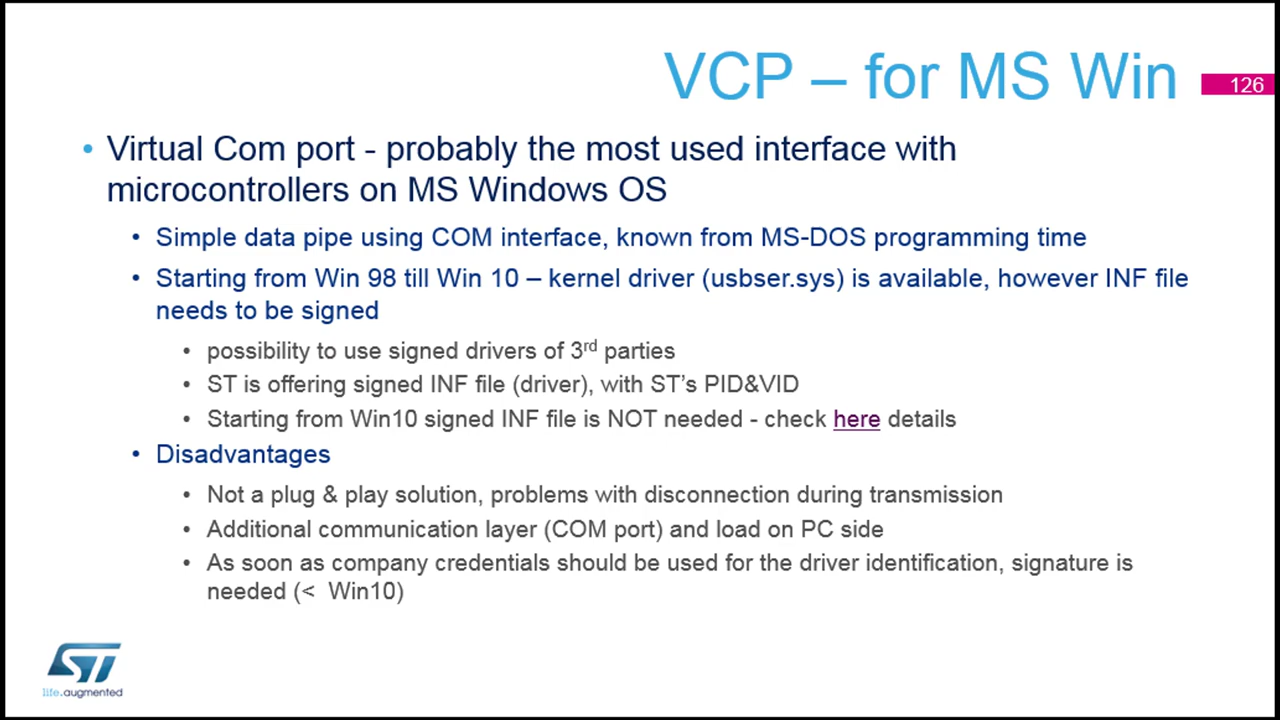 VCP – for MS Win
126
• Virtual Com port - probably the most used interface with
microcontrollers on MS Windows OS
• Simple data pipe using COM interface, known from MS-DOS programming time
• Starting from Win 98 till Win 10 – kernel driver (usbser.sys) is available, however INF file
needs to be signed
• possibility to use signed drivers of 3rd parties
• ST is offering signed INF file (driver), with ST's PID&VID
• Starting from Win10 signed INF file is NOT needed - check here details
• Disadvantages
• Not a plug & play solution, problems with disconnection during transmission
• Additional communication layer (COM port) and load on PC side
• As soon as company credentials should be used for the driver identification, signature is
needed (< Win10)
ST
life.augmented